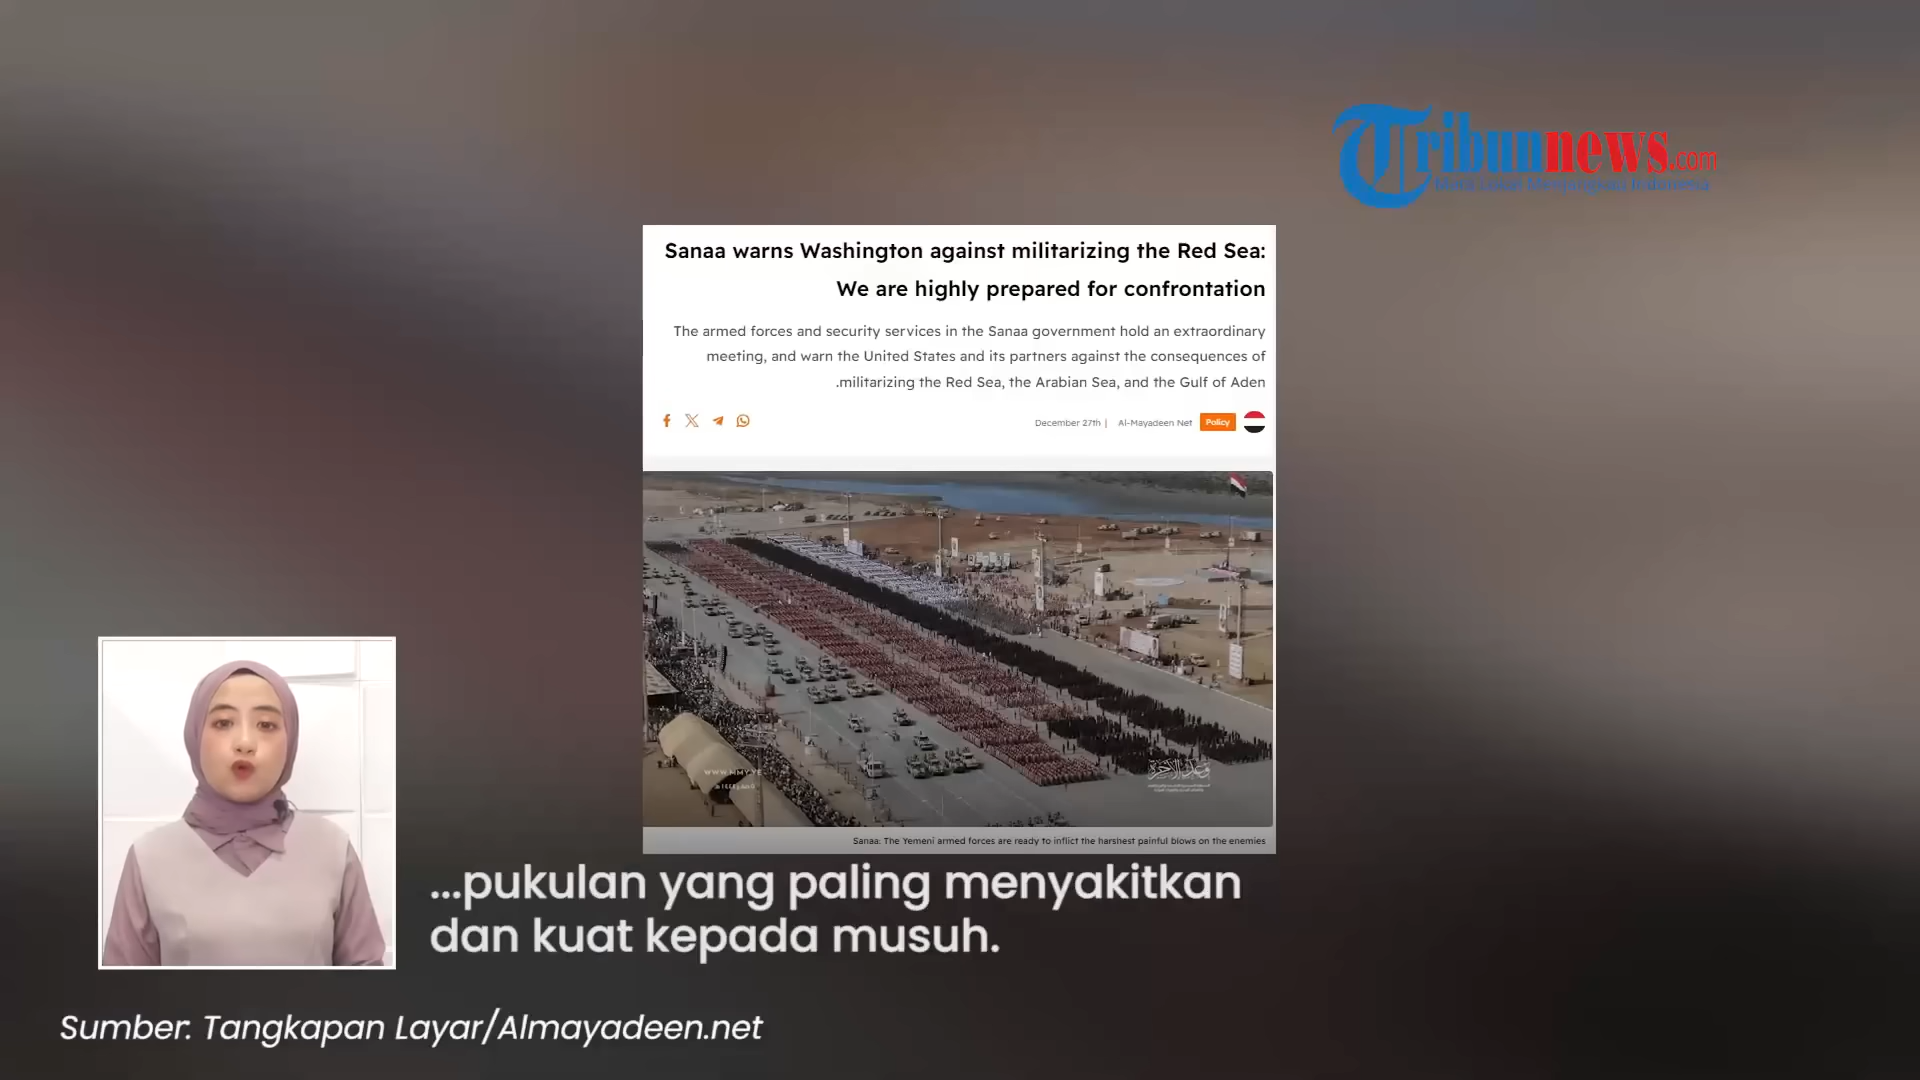 Tribunnews.com
Sanaa warns Washington against militarizing the Red Sea:
We are highly prepared for confrontation
The armed forces and security services in the Sanaa government hold an extraordinary
meeting, and warn the United States and its partners against the consequences of
.militarizing the Red Sea, the Arabian Sea, and the Gulf of Aden
December 27th | Al-Mayadeen Net Policy
WWW.MMY.YE
Sanaa: The Yemeni armed forces are ready to inflict the harshest painful blows on the enemies
...pukulan yang paling menyakitkan
dan kuat kepada musuh.
Sumber: Tangkapan Layar/Almayadeen.net